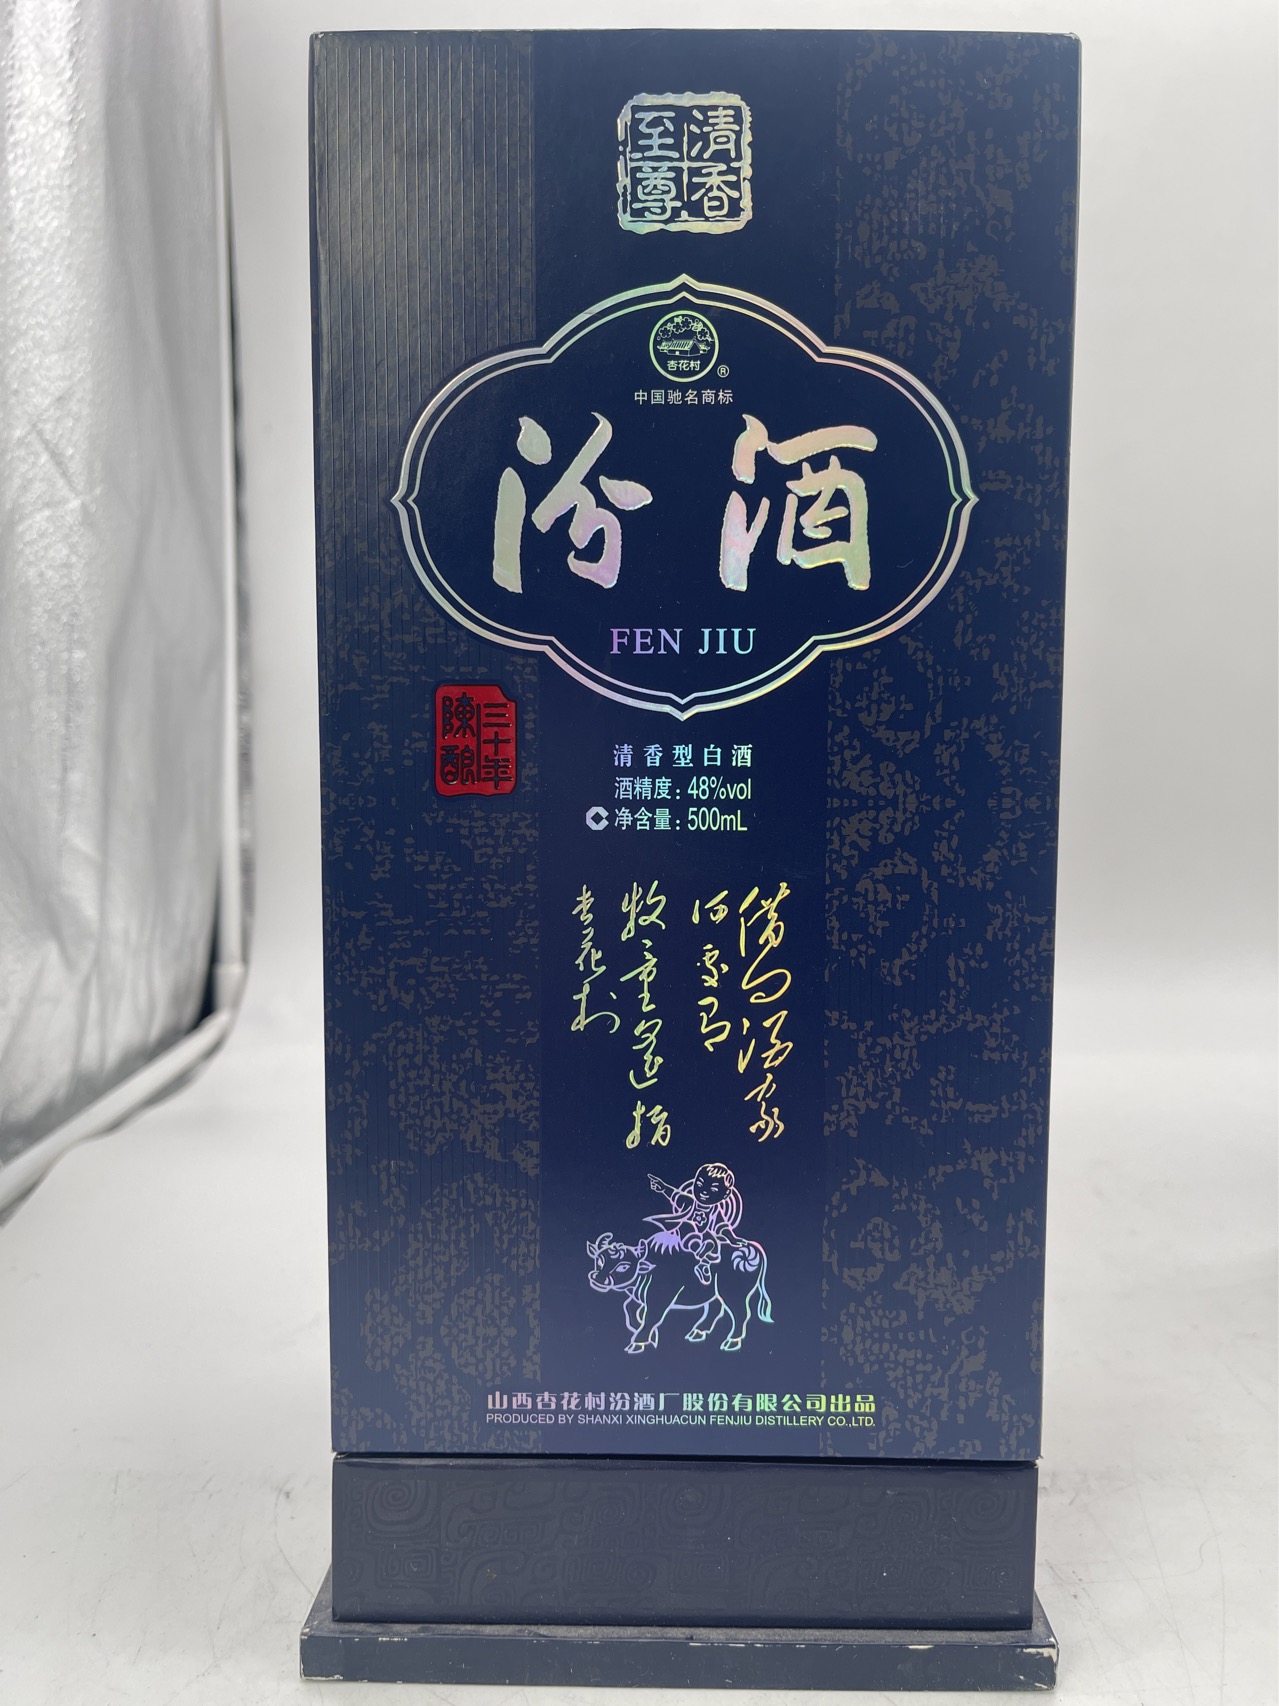 清香
至尊
杏花村
®
中国驰名商标
汾酒
FEN JIU
三十年
陳酿
清香型白酒
酒精度：48%vol
净含量：500mL
借问酒家
何處有
牧童遥指
杏花村
山西杏花村汾酒厂股份有限公司出品
PRODUCED BY SHANXI XINGHUACUN FENJIU DISTILLERY CO.,LTD.